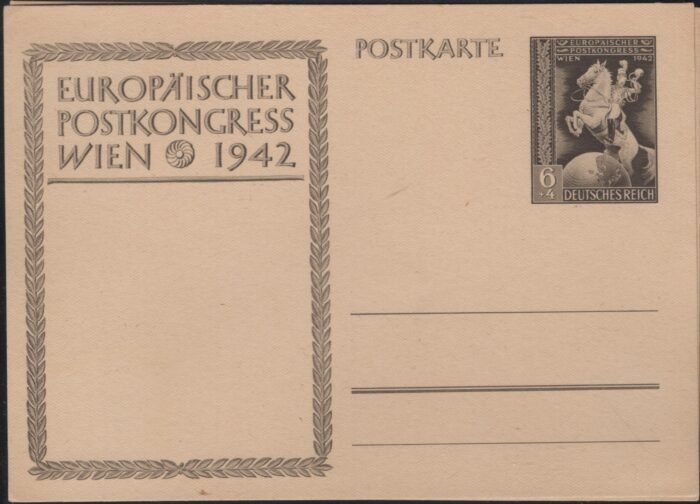 EUROPÄISCHER
POSTKONGRESS
WIEN 1942
POSTKARTE
EUROPÄISCHER
POSTKONGRESS
WIEN 1942
6
+4
DEUTSCHES REICH